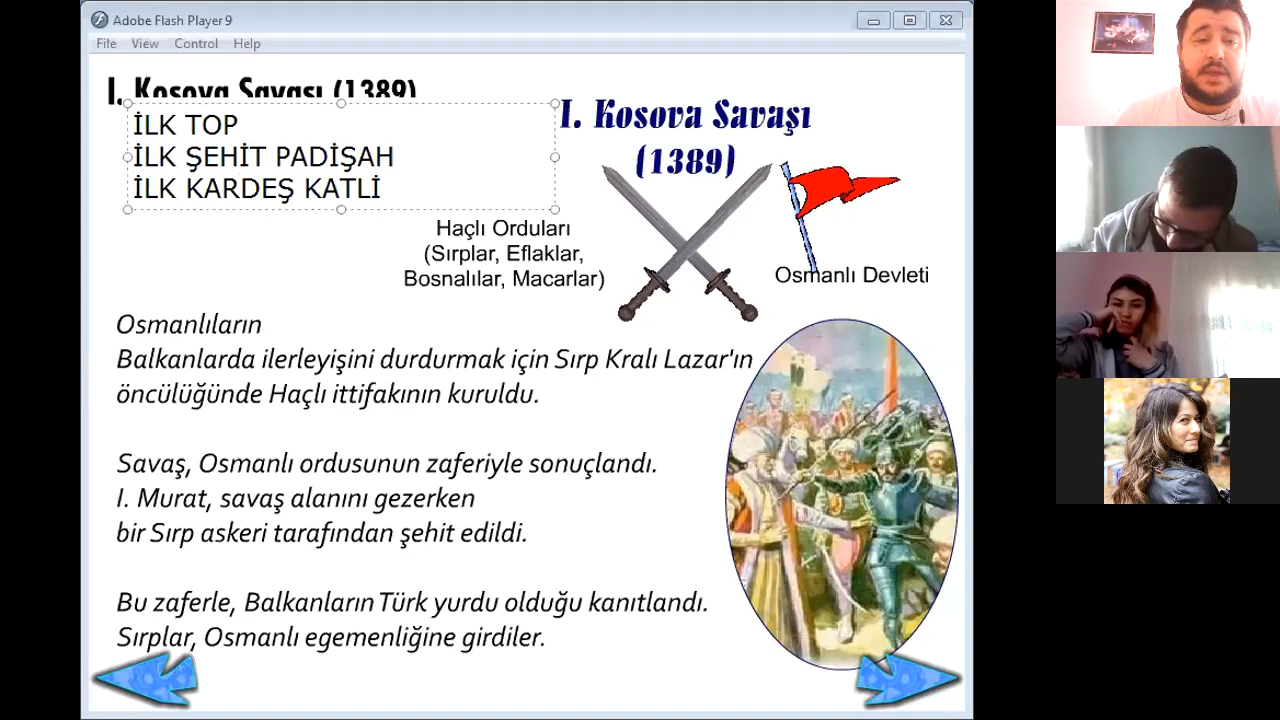 Adobe Flash Player 9
File View Control Help
I. Kosova Savaşı (1389)
İLK TOP
İLK ŞEHİT PADİŞAH
İLK KARDEŞ KATLİ
I. Kosova Savaşı
(1389)
Haçlı Orduları
(Sırplar, Eflaklar,
Bosnalılar, Macarlar)
Osmanlı Devleti
Osmanlıların
Balkanlarda ilerleyişini durdurmak için Sırp Kralı Lazar'ın
öncülüğünde Haçlı ittifakının kuruldu.
Savaş, Osmanlı ordusunun zaferiyle sonuçlandı.
I. Murat, savaş alanını gezerken
bir Sırp askeri tarafından şehit edildi.
Bu zaferle, Balkanların Türk yurdu olduğu kanıtlandı.
Sırplar, Osmanlı egemenliğine girdiler.